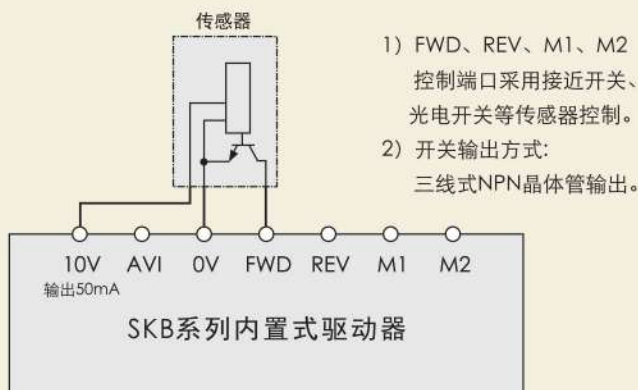 传感器
1) FWD、REV、M1、M2
控制端口采用接近开关、
光电开关等传感器控制。
2) 开关输出方式:
三线式NPN晶体管输出。
10V AVI 0V FWD REV M1 M2
输出50mA
SKB系列内置式驱动器